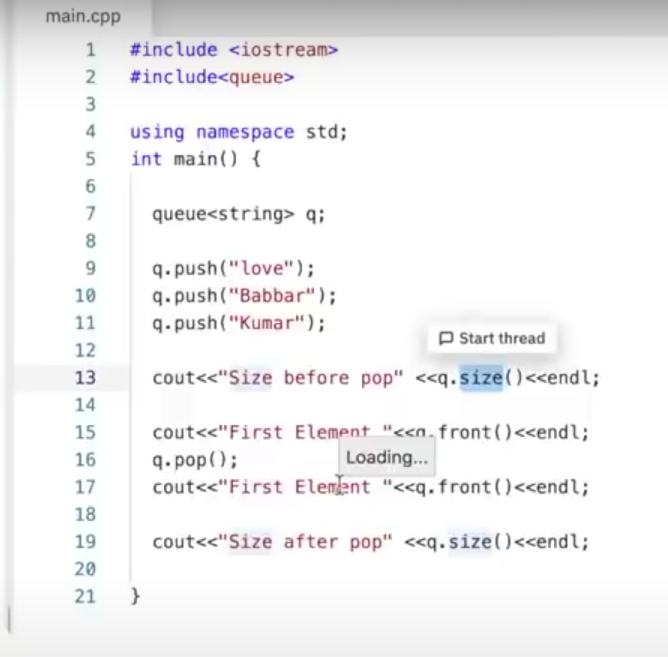 main.cpp
1 #include <iostream>
2 #include<queue>
3
4 using namespace std;
5 int main() {
6
7 queue<string> q;
8
9 q.push("love");
10 q.push("Babbar");
11 q.push("Kumar");
12
Start thread
13 cout<<"Size before pop" <<q.size()<<endl;
14
15 cout<<"First Element "<<q.front()<<endl;
16 q.pop();
Loading...
17 cout<<"First Element "<<q.front()<<endl;
18
19 cout<<"Size after pop" <<q.size()<<endl;
20
21 }